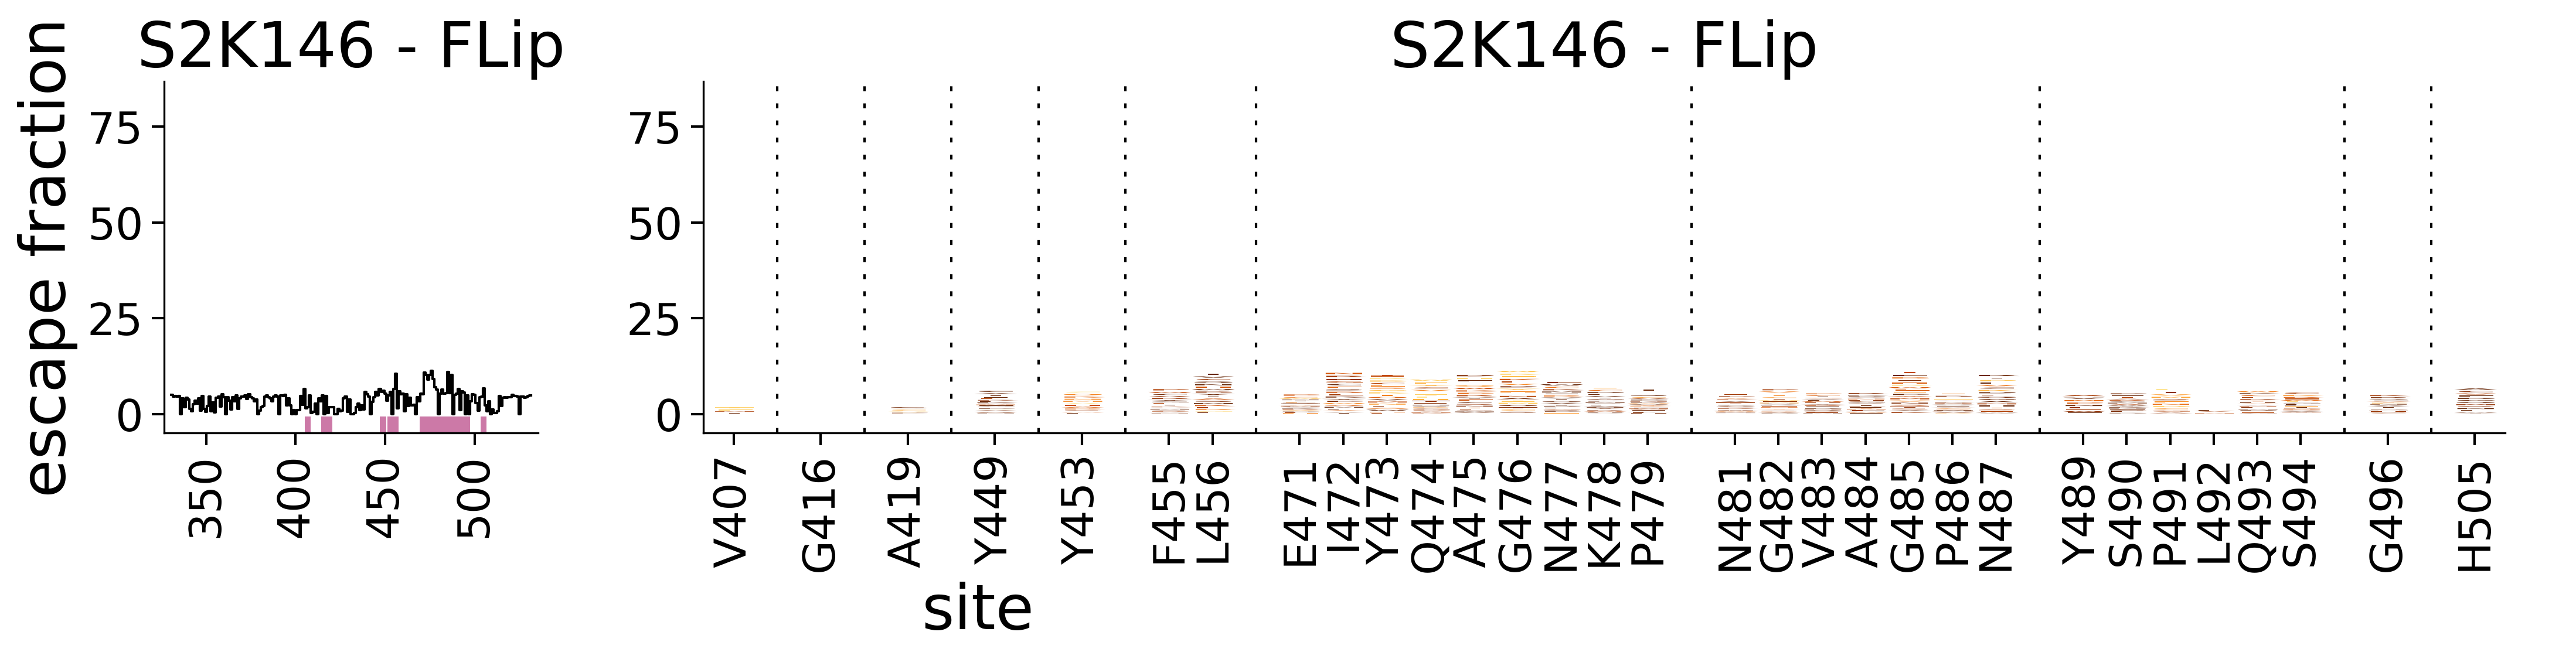 S2K146 - FLip
S2K146 - FLip
escape fraction
75
50
25
0
350
400
450
500
75
50
25
0
V407
G416
A419
Y449
Y453
F455
L456
E471
I472
Y473
Q474
A475
G476
N477
K478
P479
N481
G482
V483
A484
G485
P486
N487
Y489
S490
P491
L492
Q493
S494
G496
H505
site